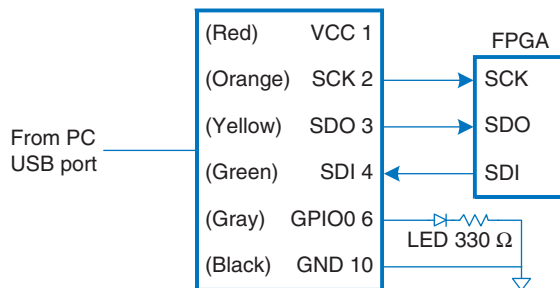 (Red) VCC 1
FPGA
(Orange) SCK 2
SCK
(Yellow) SDO 3
SDO
From PC
USB port
(Green) SDI 4
SDI
(Gray) GPIO0 6
LED 330 Ω
(Black) GND 10